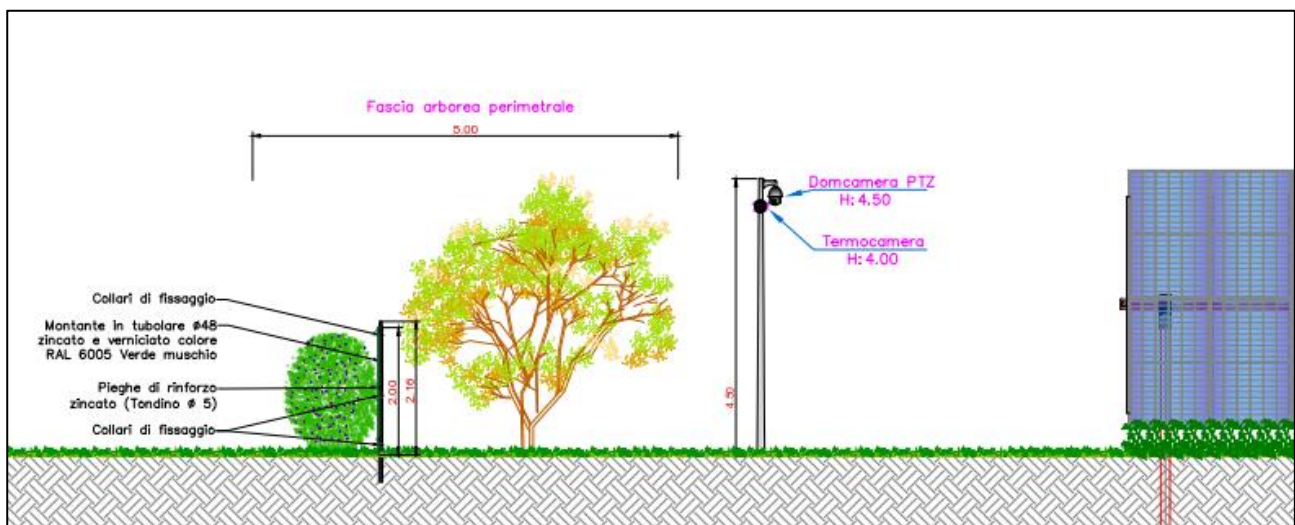 Fascia arborea perimetrale
5.00
Domcamera PTZ
H: 4.50
Termocamera
H: 4.00
Collari di fissaggio
Montante in tubolare ø48
zincato e verniciato colore
RAL 6005 Verde muschio
Pieghe di rinforzo
zincato (Tondino ø 5)
Collari di fissaggio
2.00
2.10
4.50